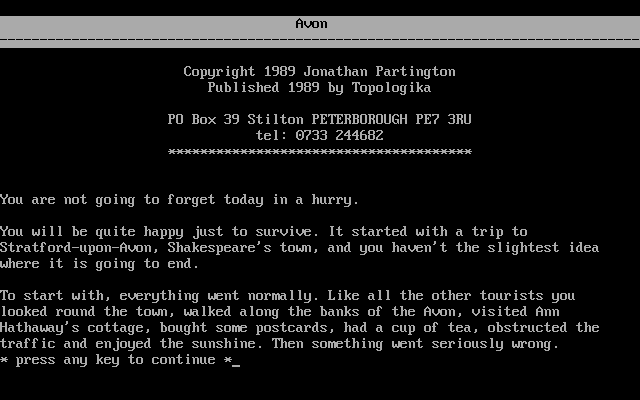 Avon
--------------------------------------------------------------------------------
Copyright 1989 Jonathan Partington
Published 1989 by Topologika
PO Box 39 Stilton PETERBOROUGH PE7 3RU
tel: 0733 244682
**************************************
You are not going to forget today in a hurry.
You will be quite happy just to survive. It started with a trip to
Stratford-upon-Avon, Shakespeare's town, and you haven't the slightest idea
where it is going to end.
To start with, everything went normally. Like all the other tourists you
looked round the town, walked along the banks of the Avon, visited Ann
Hathaway's cottage, bought some postcards, had a cup of tea, obstructed the
traffic and enjoyed the sunshine. Then something went seriously wrong.
* press any key to continue *_